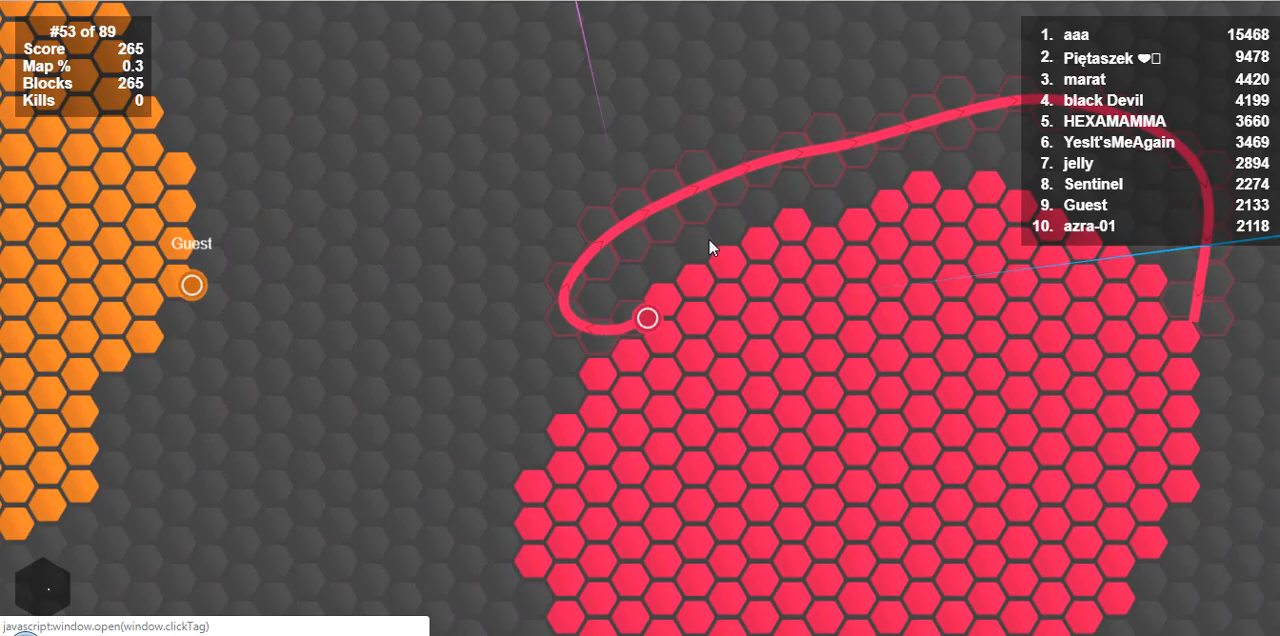 #53 of 89
Score 265
Map % 0.3
Blocks 265
Kills 0
Guest
1. aaa 15468
2. Piętaszek ❤▯ 9478
3. marat 4420
4. black Devil 4199
5. HEXAMAMMA 3660
6. YesIt'sMeAgain 3469
7. jelly 2894
8. Sentinel 2274
9. Guest 2133
10. azra-01 2118
javascript:window.open(window.clickTag)